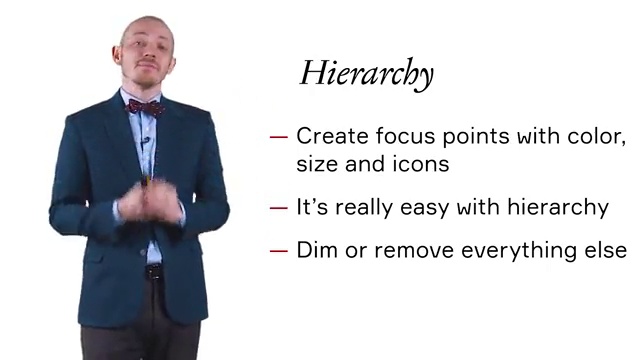 Hierarchy
— Create focus points with color,
size and icons
— It’s really easy with hierarchy
— Dim or remove everything else